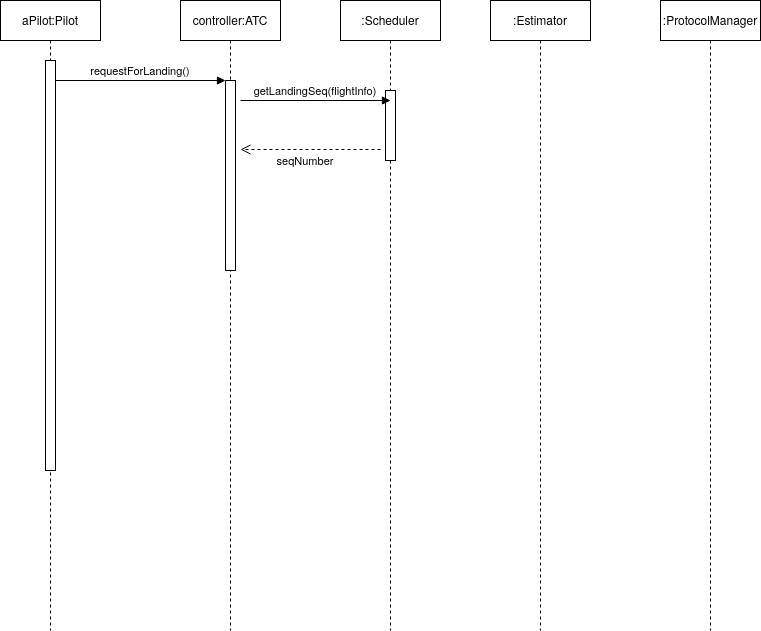 aPilot:Pilot
controller:ATC
:Scheduler
:Estimator
:ProtocolManager
requestForLanding()
getLandingSeq(flightInfo)
seqNumber